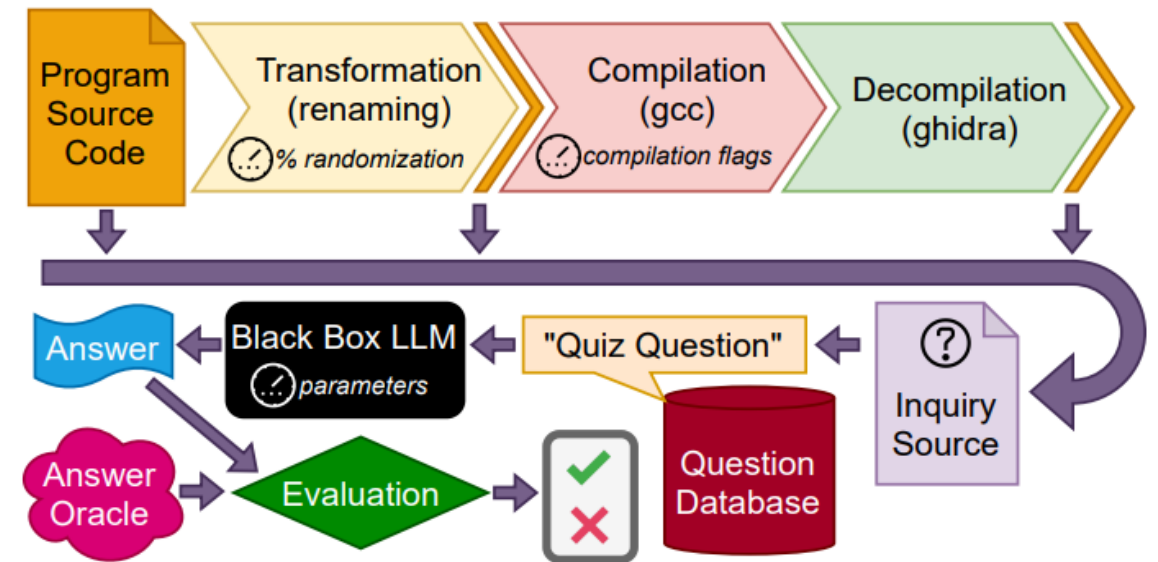 Program
Source
Code
Transformation
(renaming)
% randomization
Compilation
(gcc)
compilation flags
Decompilation
(ghidra)
Answer
Black Box LLM
parameters
"Quiz Question"
?
Inquiry
Source
Answer
Oracle
Evaluation
Question
Database